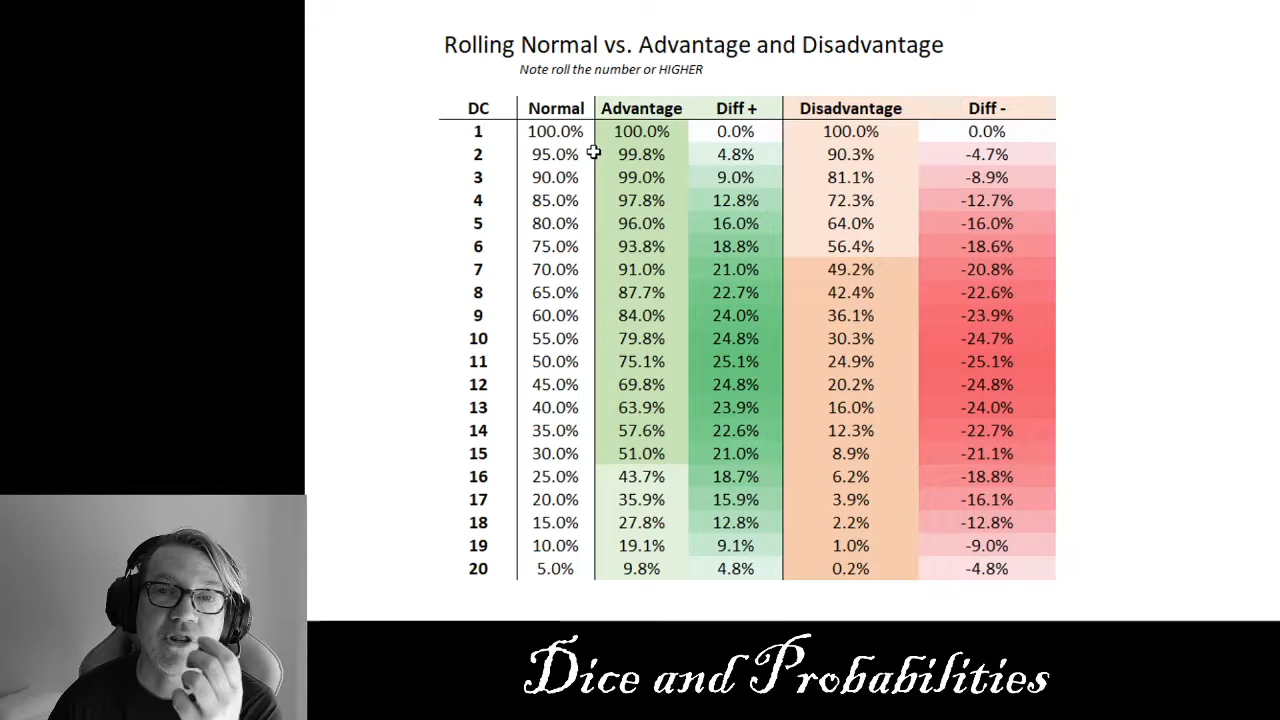 Rolling Normal vs. Advantage and Disadvantage
Note roll the number or HIGHER
DC Normal Advantage Diff + Disadvantage Diff -
1 100.0% 100.0% 0.0% 100.0% 0.0%
2 95.0% 99.8% 4.8% 90.3% -4.7%
3 90.0% 99.0% 9.0% 81.1% -8.9%
4 85.0% 97.8% 12.8% 72.3% -12.7%
5 80.0% 96.0% 16.0% 64.0% -16.0%
6 75.0% 93.8% 18.8% 56.4% -18.6%
7 70.0% 91.0% 21.0% 49.2% -20.8%
8 65.0% 87.7% 22.7% 42.4% -22.6%
9 60.0% 84.0% 24.0% 36.1% -23.9%
10 55.0% 79.8% 24.8% 30.3% -24.7%
11 50.0% 75.1% 25.1% 24.9% -25.1%
12 45.0% 69.8% 24.8% 20.2% -24.8%
13 40.0% 63.9% 23.9% 16.0% -24.0%
14 35.0% 57.6% 22.6% 12.3% -22.7%
15 30.0% 51.0% 21.0% 8.9% -21.1%
16 25.0% 43.7% 18.7% 6.2% -18.8%
17 20.0% 35.9% 15.9% 3.9% -16.1%
18 15.0% 27.8% 12.8% 2.2% -12.8%
19 10.0% 19.1% 9.1% 1.0% -9.0%
20 5.0% 9.8% 4.8% 0.2% -4.8%
Dice and Probabilities